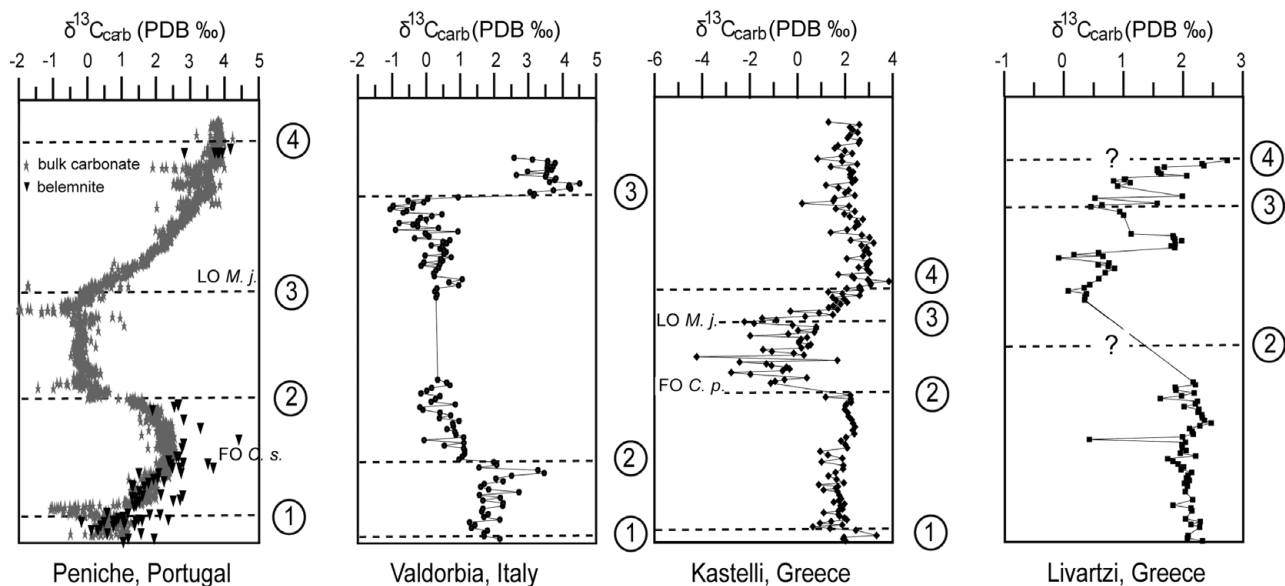 δ13Ccarb (PDB ‰)
-2 -1 0 1 2 3 4 5
4
bulk carbonate
belemnite
LO M. j.
3
2
FO C. s.
1
Peniche, Portugal
δ13Ccarb (PDB ‰)
-2 -1 0 1 2 3 4 5
3
2
1
Valdorbia, Italy
δ13Ccarb (PDB ‰)
-6 -4 -2 0 2 4
4
LO M. j.
3
FO C. p.
2
1
Kastelli, Greece
δ13Ccarb (PDB ‰)
-1 0 1 2 3
? 4
3
? 2
Livartzi, Greece